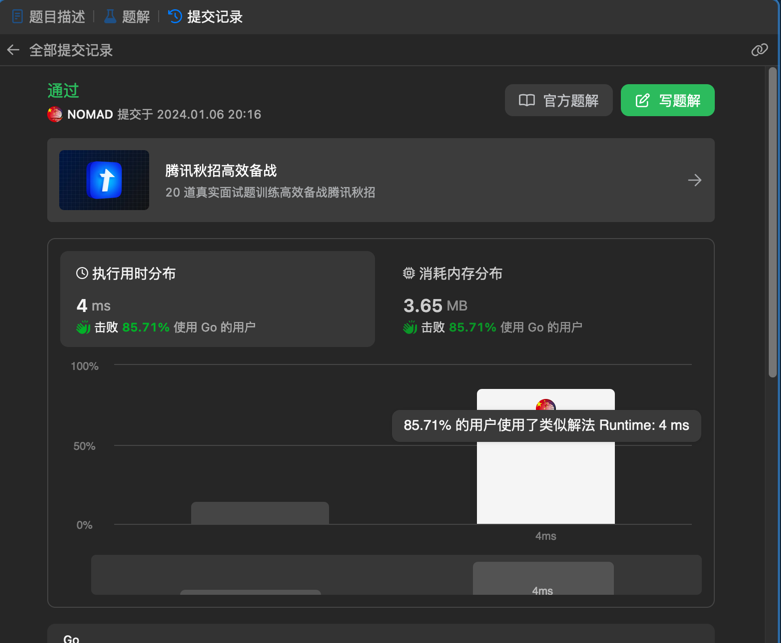 题目描述 题解 提交记录
全部提交记录
通过
NOMAD 提交于 2024.01.06 20:16
官方题解
写题解
腾讯秋招高效备战
20 道真实面试题训练高效备战腾讯秋招
执行用时分布
4 ms
击败 85.71% 使用 Go 的用户
消耗内存分布
3.65 MB
击败 85.71% 使用 Go 的用户
100%
85.71% 的用户使用了类似解法 Runtime: 4 ms
50%
0%
4ms
4ms
Go